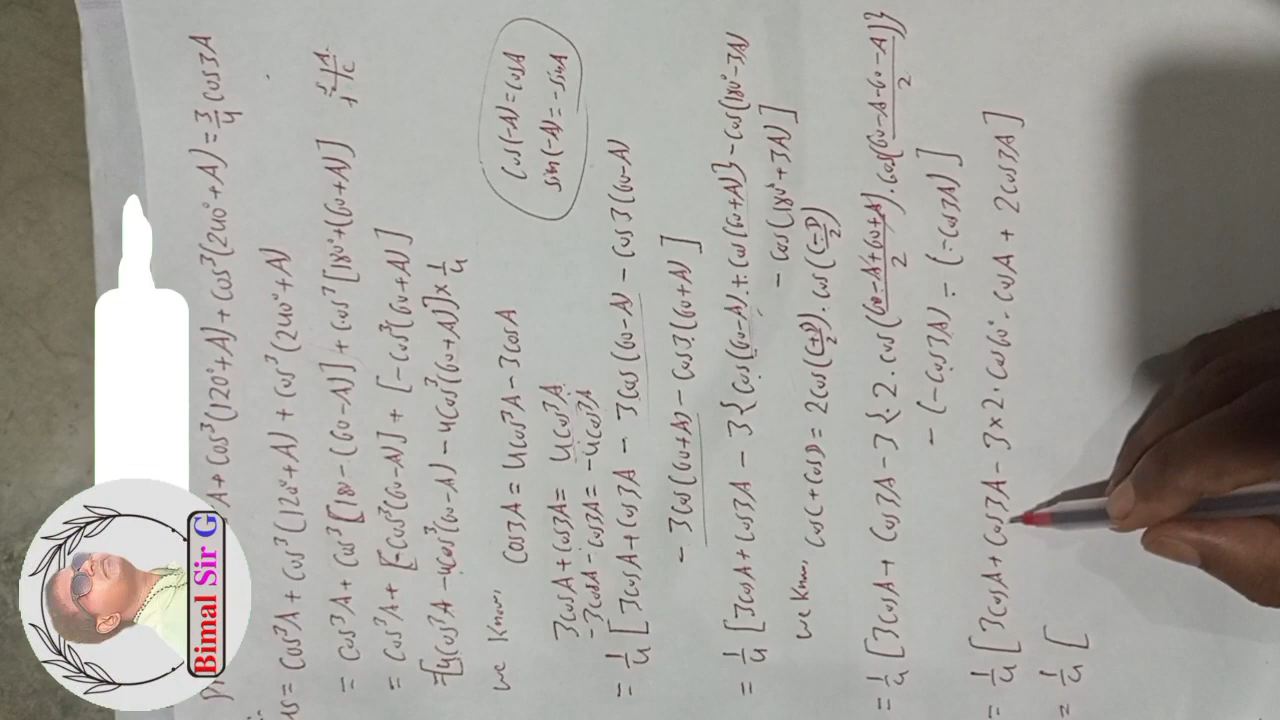 A + cos³(120°+A) + cos³(240°+A) = 3/4 cos3A
= cos³A + cos³(120°+A) + cos³(240°+A)
= cos³A + cos³[180-(60-A)] + cos³[180°+(60+A)]
= cos³A + [-cos³(60-A)] + [-cos³(60+A)]
=[4cos³A-4cos³(60-A)-4cos³(60+A)]×1/4
cos(-A)=cosA
sin(-A)=-sinA
we know, cos3A = 4cos³A-3cosA
3cosA+cos3A = 4cos³A
-3cosA-cos3A = -4cos³A
= 1/4 [3cosA+cos3A - 3cos(60-A) - cos3(60-A)
- 3cos(60+A) - cos3(60+A)]
= 1/4 [3cosA+cos3A - 3{cos(60-A)+cos(60+A)} - cos(180°-3A)
- cos(180°+3A)]
we know, cosC+cosD = 2cos((C+D)/2).cos((C-D)/2)
= 1/4 [3cosA + cos3A-3{2.cos(60-A+60+A)/2.cos(60-A-60-A)/2}
-(-cos3A) - (-cos3A)]
= 1/4 [3cosA+cos3A-3×2.cos60°.cosA + 2cos3A]
= 1/4 [
Bimal Sir G